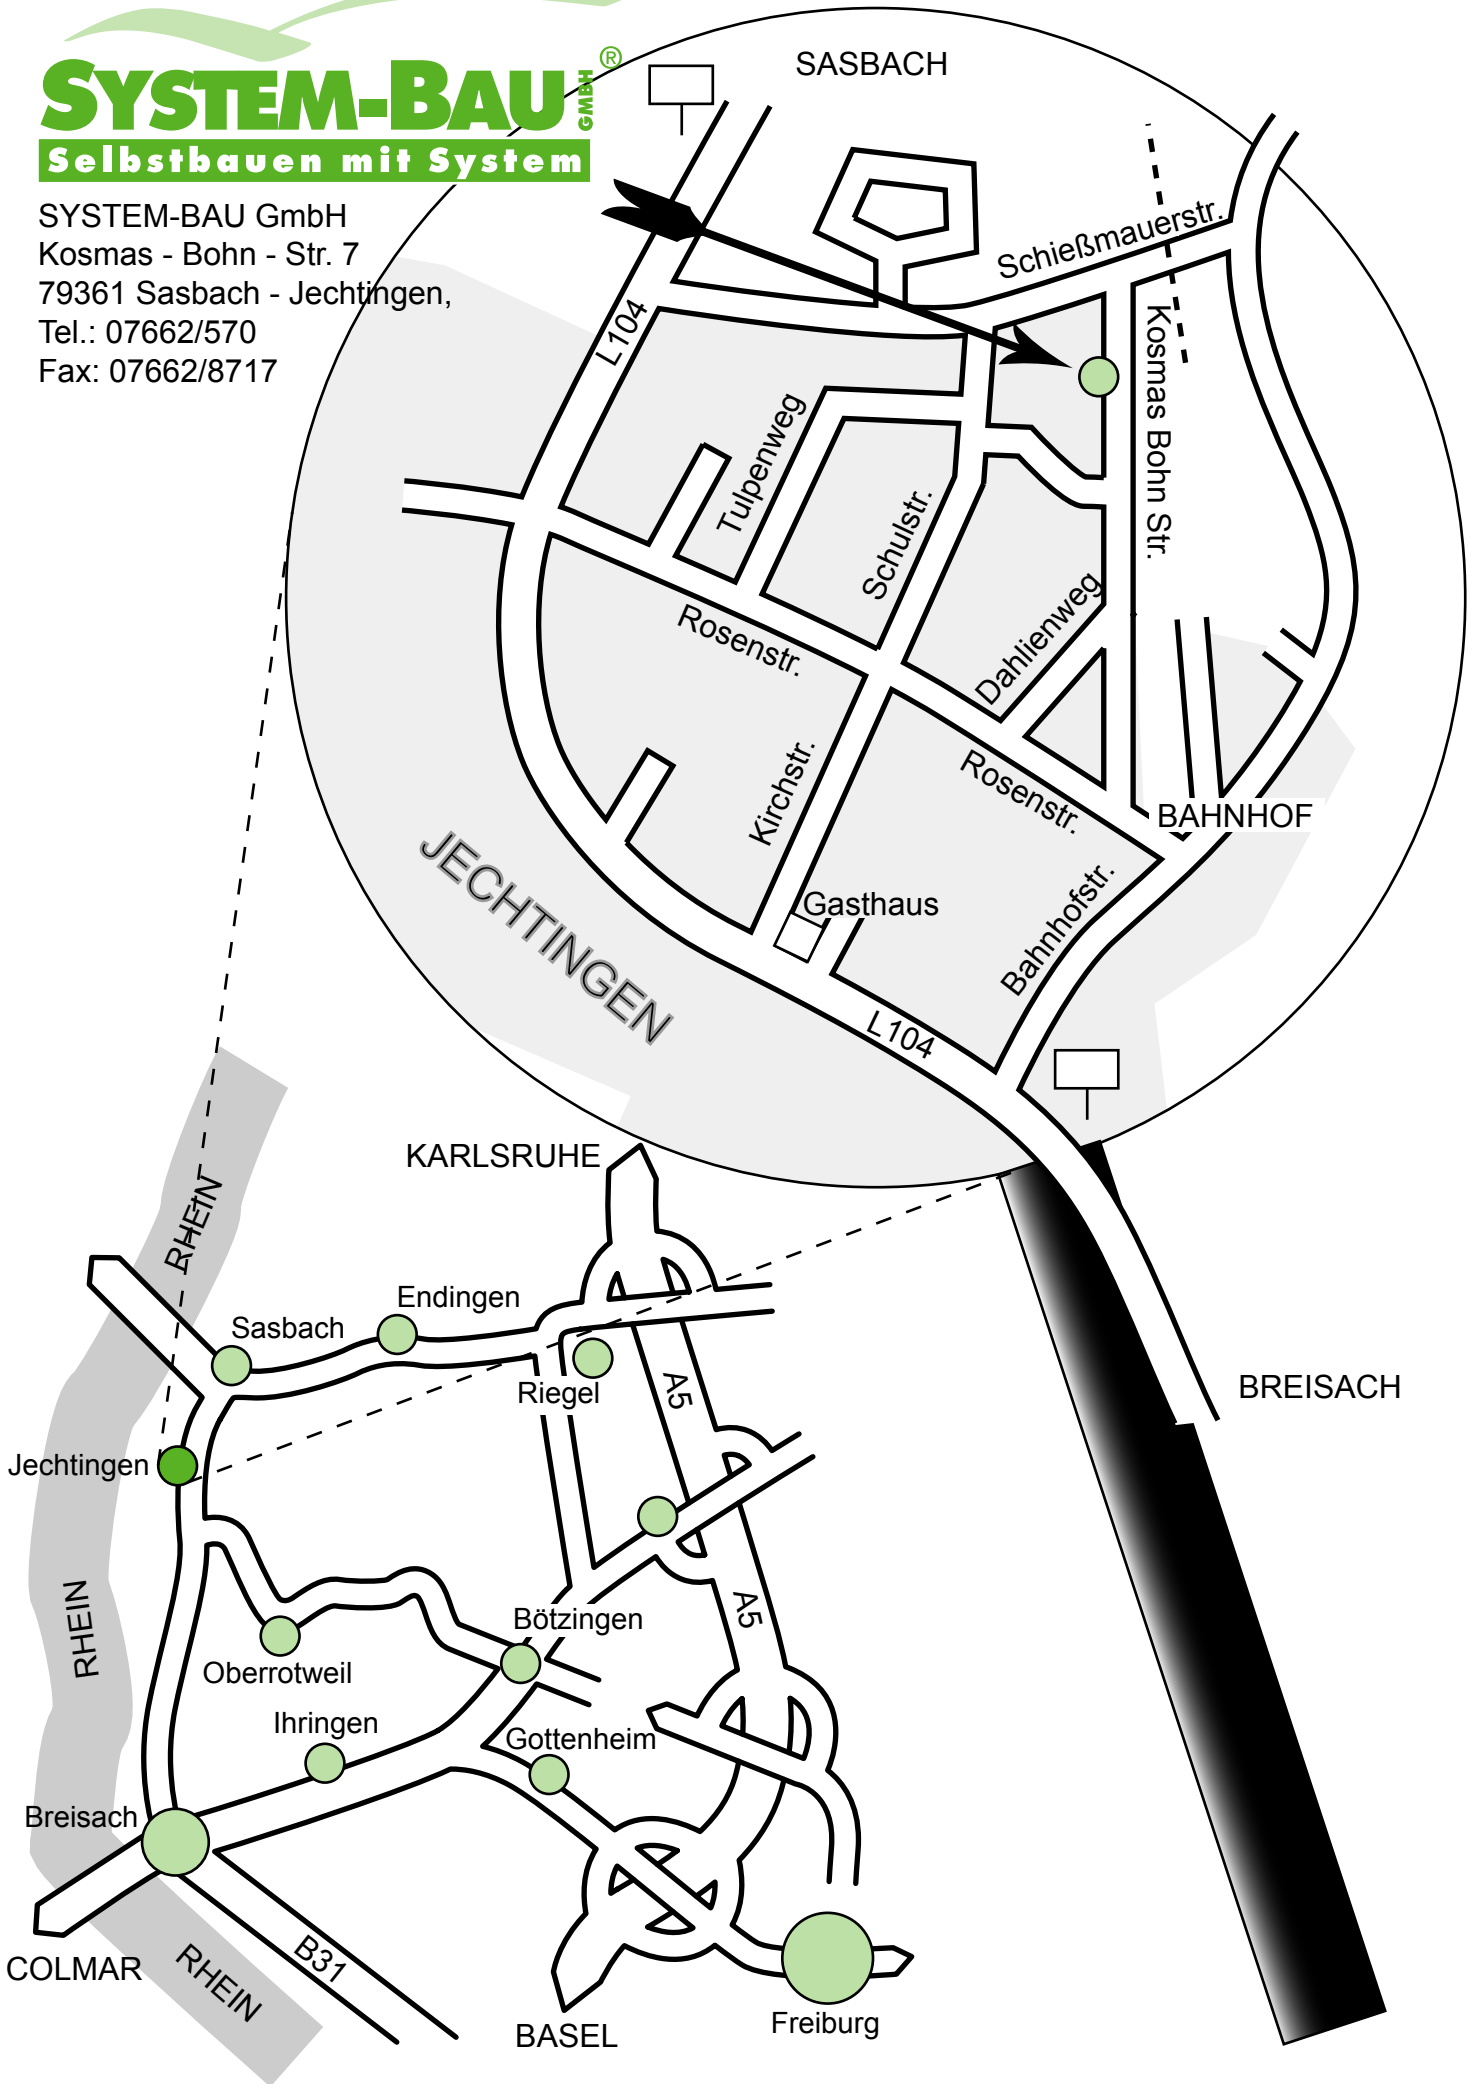 SYSTEM-BAU GMBH ®
Selbstbauen mit System
SYSTEM-BAU GmbH
Kosmas - Bohn - Str. 7
79361 Sasbach - Jechtingen,
Tel.: 07662/570
Fax: 07662/8717
SASBACH
Schießmauerstr.
L104
Kosmas Bohn Str.
Tulpenweg
Schulstr.
Rosenstr.
Dahlienweg
Kirchstr.
Rosenstr.
BAHNHOF
JECHTINGEN
Gasthaus
Bahnhofstr.
L104
KARLSRUHE
RHEIN
Endingen
Sasbach
Riegel
A5
BREISACH
Jechtingen
RHEIN
A5
Bötzingen
Oberrotweil
Ihringen
Gottenheim
Breisach
COLMAR
RHEIN
B31
BASEL
Freiburg